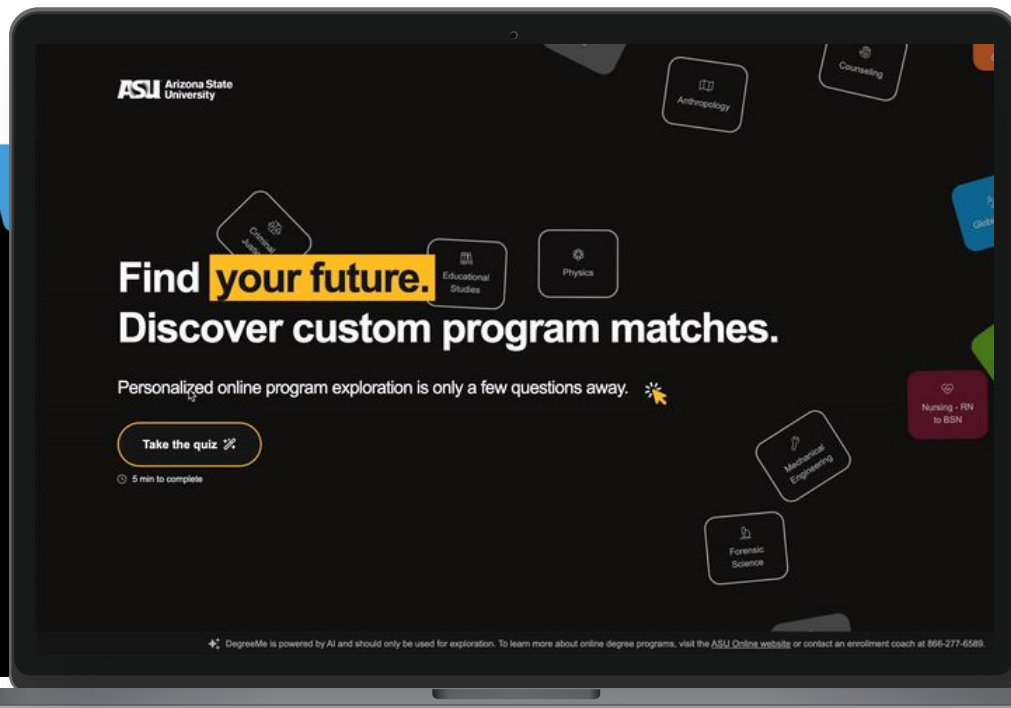 ASU Arizona State
University
Anthropology
Counseling
Criminal
Justice
Educational
Studies
Physics
Find your future.
Discover custom program matches.
Personalized online program exploration is only a few questions away.
Take the quiz
5 min to complete
Nursing - RN
to BSN
Mechanical
Engineering
Forensic
Science
DegreeMe is powered by AI and should only be used for exploration. To learn more about online degree programs, visit the ASU Online website or contact an enrollment coach at 866-277-6589.